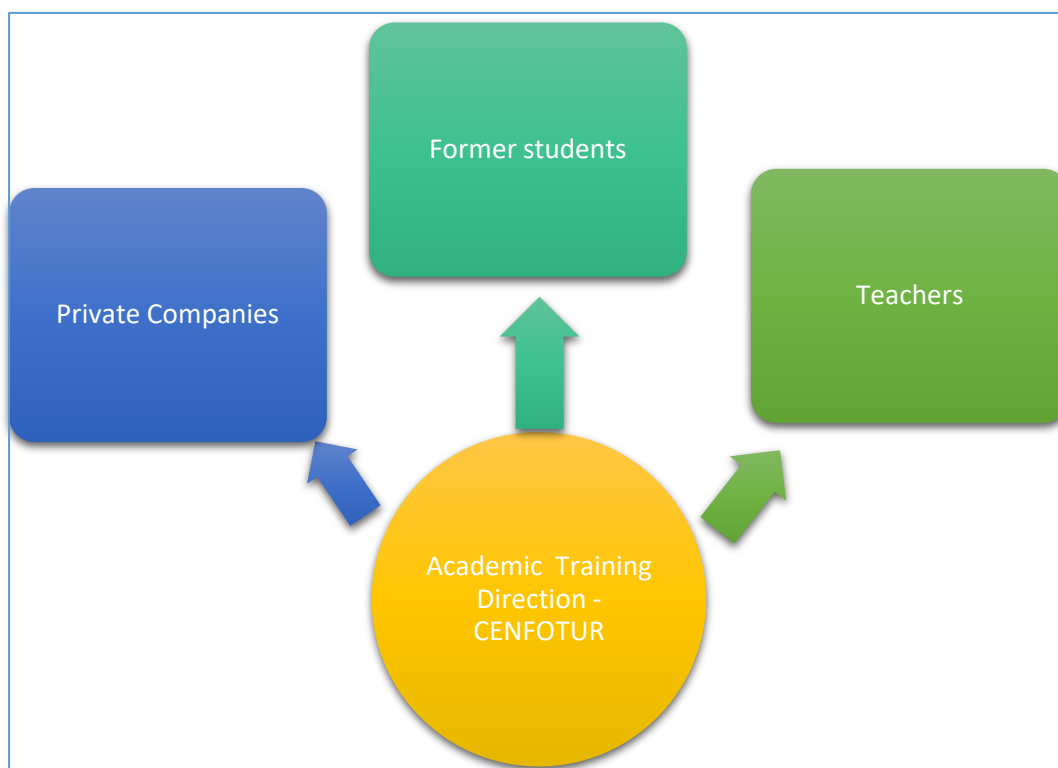 Former students
Private Companies
Teachers
Academic  Training
Direction -
CENFOTUR